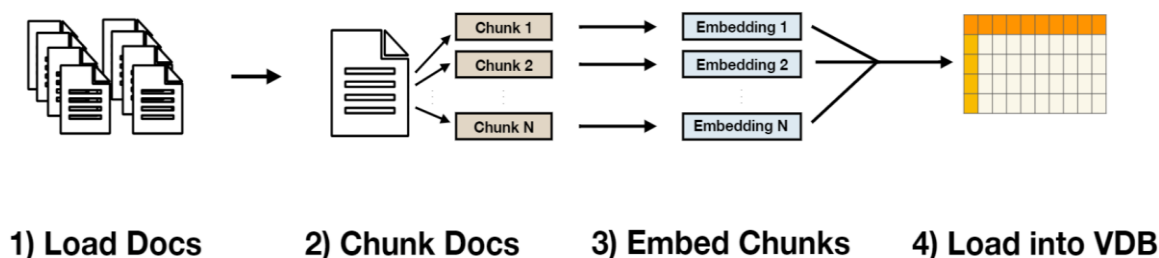 Chunk 1
Chunk 2
Chunk N
Embedding 1
Embedding 2
Embedding N
1) Load Docs
2) Chunk Docs
3) Embed Chunks
4) Load into VDB